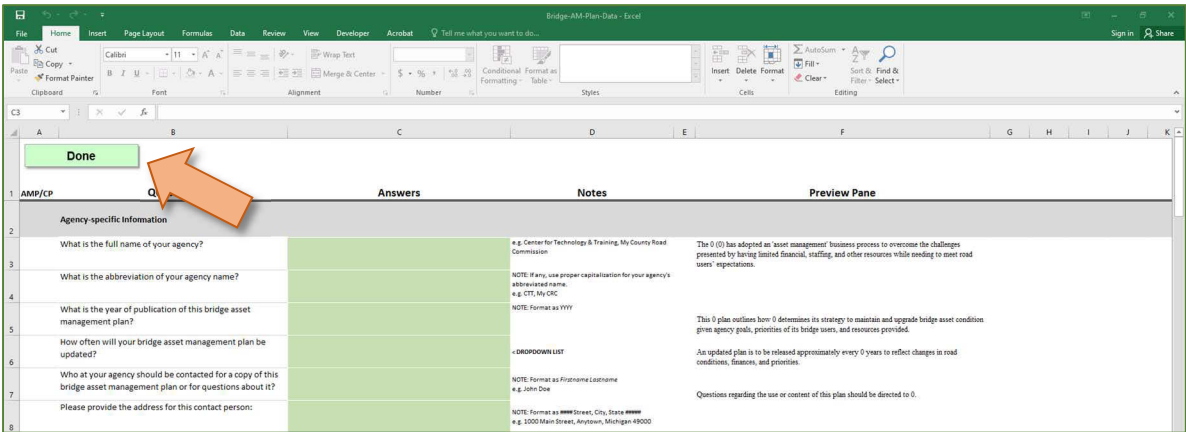 Bridge-AM-Plan-Data - Excel
File Home Insert Page Layout Formulas Data Review View Developer Acrobat Tell me what you want to do... Sign in Share
Cut
Copy
Format Painter
Paste
Calibri 11
Wrap Text
Merge & Center
Conditional Formatting
Format as Table
Insert Delete Format
AutoSum
Fill
Clear
Sort & Filter
Find & Select
Clipboard Font Alignment Number Styles Cells Editing
C3
A B C D E F G H I J K
Done
1 AMP/CP Answers Notes Preview Pane
2 Agency-specific Information
3 What is the full name of your agency?
e.g. Center for Technology & Training, My County Road
Commission
The 0 (0) has adopted an 'asset management' business process to overcome the challenges
presented by having limited financial, staffing, and other resources while needing to meet road
users' expectations.
4 What is the abbreviation of your agency name?
NOTE: If any, use proper capitalization for your agency's
abbreviated name.
e.g. CTT, My CRC
5 What is the year of publication of this bridge asset
management plan?
NOTE: Format as YYYY
This 0 plan outlines how 0 determines its strategy to maintain and upgrade bridge asset condition
given agency goals, priorities of its bridge users, and resources provided.
6 How often will your bridge asset management plan be
updated?
< DROPDOWN LIST
An updated plan is to be released approximately every 0 years to reflect changes in road
conditions, finances, and priorities.
7 Who at your agency should be contacted for a copy of this
bridge asset management plan or for questions about it?
NOTE: Format as Firstname Lastname
e.g. John Doe
Questions regarding the use or content of this plan should be directed to 0.
8 Please provide the address for this contact person:
NOTE: Format as #### Street, City, State #####
e.g. 1000 Main Street, Anytown, Michigan 49000